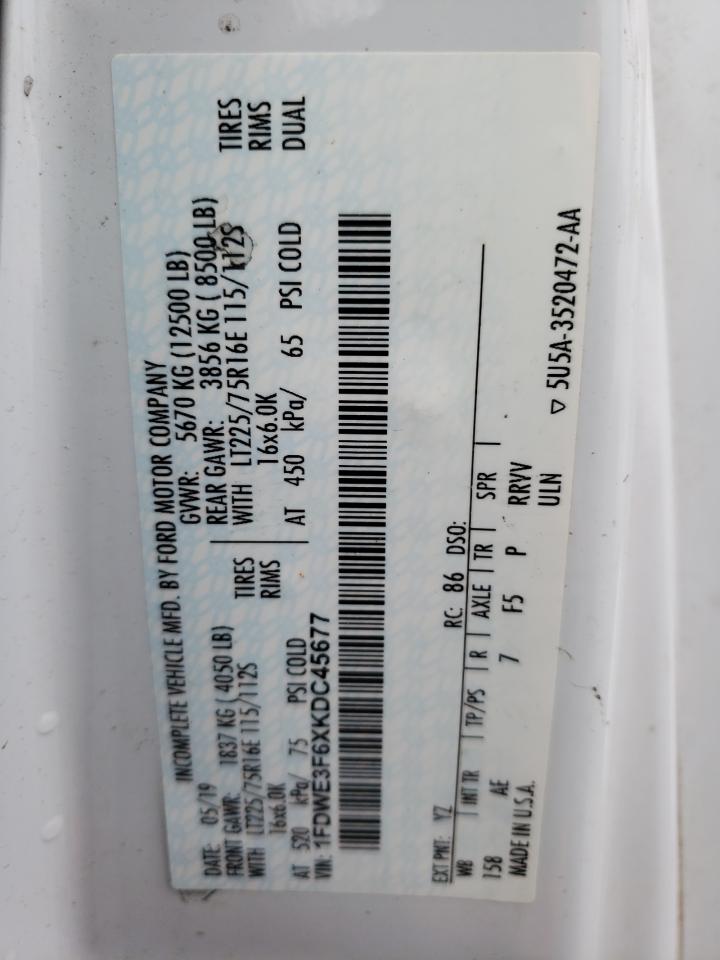 INCOMPLETE VEHICLE MFD. BY FORD MOTOR COMPANY
DATE: 05/19 GVWR: 5670 KG (12500 LB)
FRONT GAWR: 1837 KG ( 4050 LB) REAR GAWR: 3856 KG ( 8500 LB)
WITH LT225/75R16E 115/112S TIRES WITH LT225/75R16E 115/112S TIRES
16x6.0K RIMS 16x6.0K RIMS
AT 520 kPa/ 75 PSI COLD AT 450 kPa/ 65 PSI COLD DUAL
VIN: 1FDWE3F6XKDC45677
EXT PNT: YZ RC: 86 DSO:
WB INT TR TP/PS R AXLE TR SPR
158 AE 7 F5 P RRVV
MADE IN U.S.A. ULN
▽ 5U5A-3520472-AA